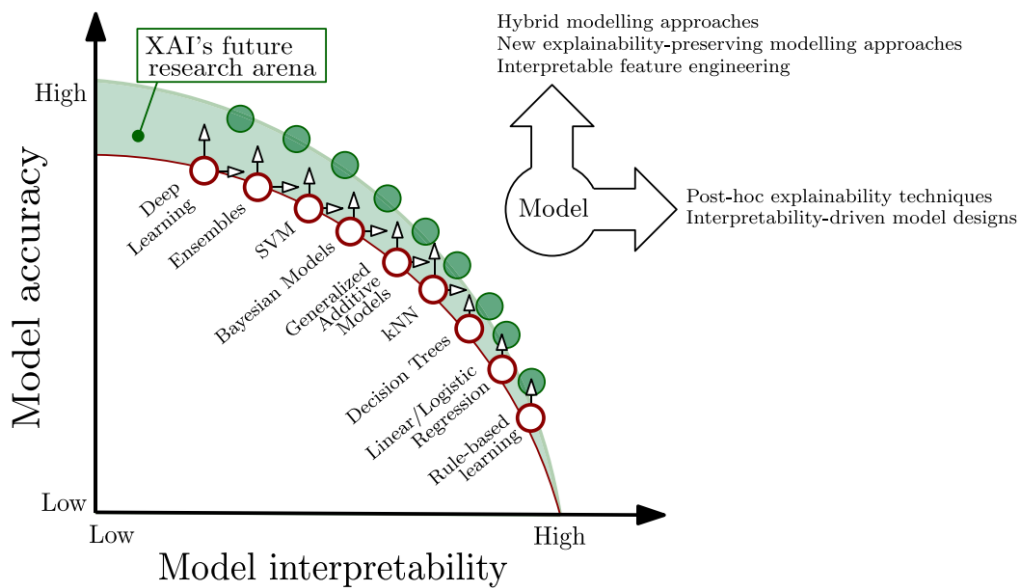 XAI's future
research arena
High
Model accuracy
Low
Low
High
Model interpretability
Deep
Learning
Ensembles
SVM
Bayesian Models
Generalized
Additive
Models
kNN
Decision Trees
Linear/Logistic
Regression
Rule-based
learning
Hybrid modelling approaches
New explainability-preserving modelling approaches
Interpretable feature engineering
Model
Post-hoc explainability techniques
Interpretability-driven model designs